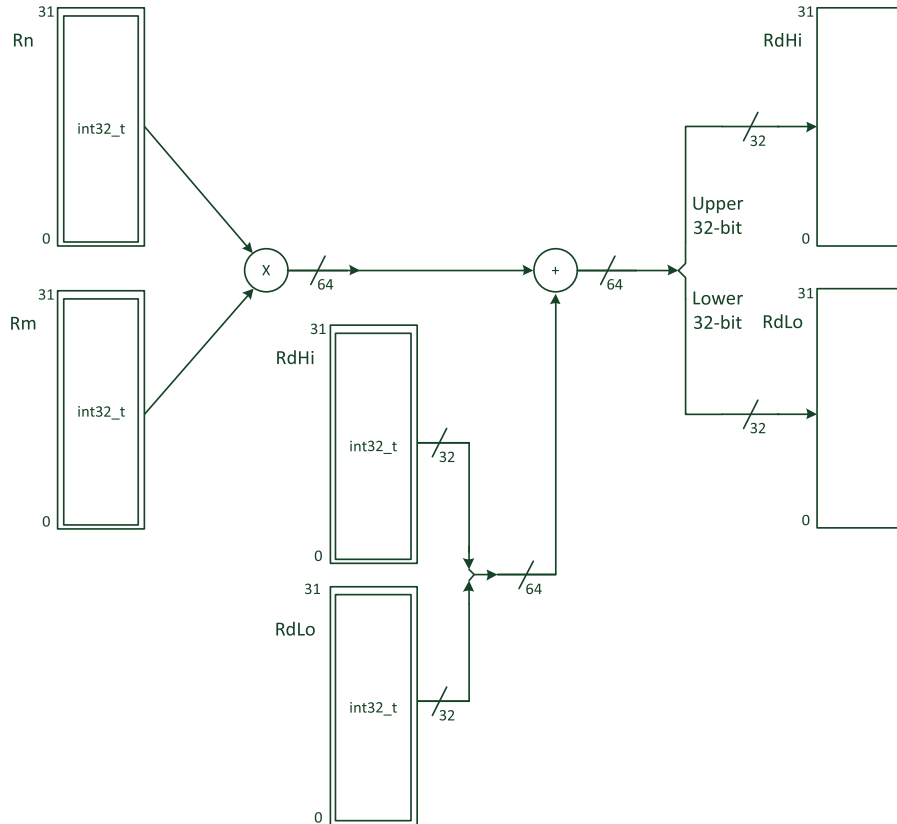 31
Rn
int32_t
0
31
Rm
int32_t
0
X
64
31
RdHi
int32_t
32
0
31
RdLo
int32_t
32
0
64
+
64
Upper
32-bit
Lower
32-bit
32
32
31
RdHi
0
31
RdLo
0